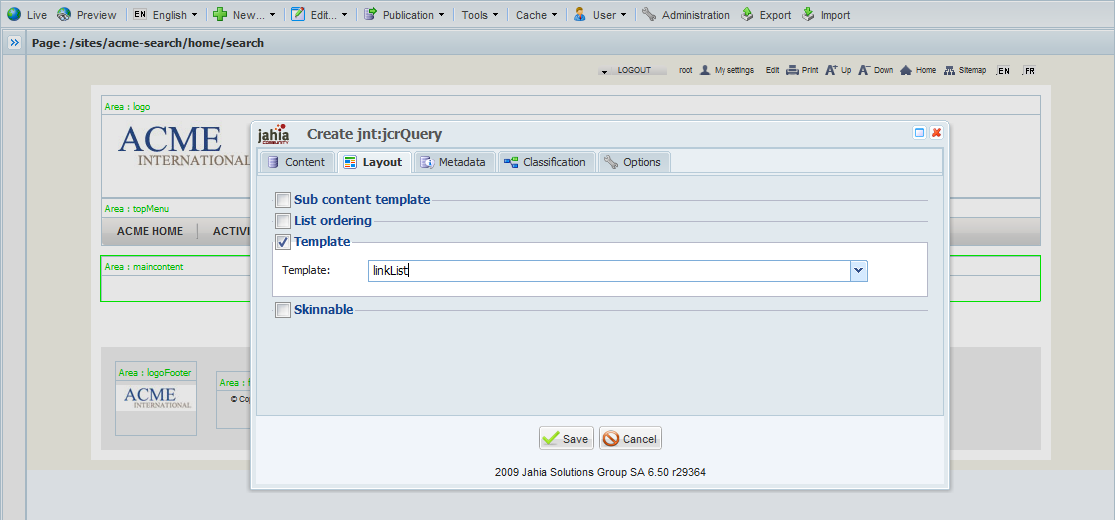 Live Preview EN English New... Edit... Publication Tools Cache User Administration Export Import
Page : /sites/acme-search/home/search
LOGOUT root My settings Edit Print Up Down Home Sitemap EN FR
Area : logo
ACME
INTERNATIONAL
Area : topMenu
ACME HOME ACTIVI
Area : maincontent
jahia
COMMUNITY
Create jnt:jcrQuery
Content Layout Metadata Classification Options
Sub content template
List ordering
Template
Template: linkList
Skinnable
Save Cancel
2009 Jahia Solutions Group SA 6.50 r29364
Area : logoFooter
ACME
INTERNATIONAL
Area : f
© Co